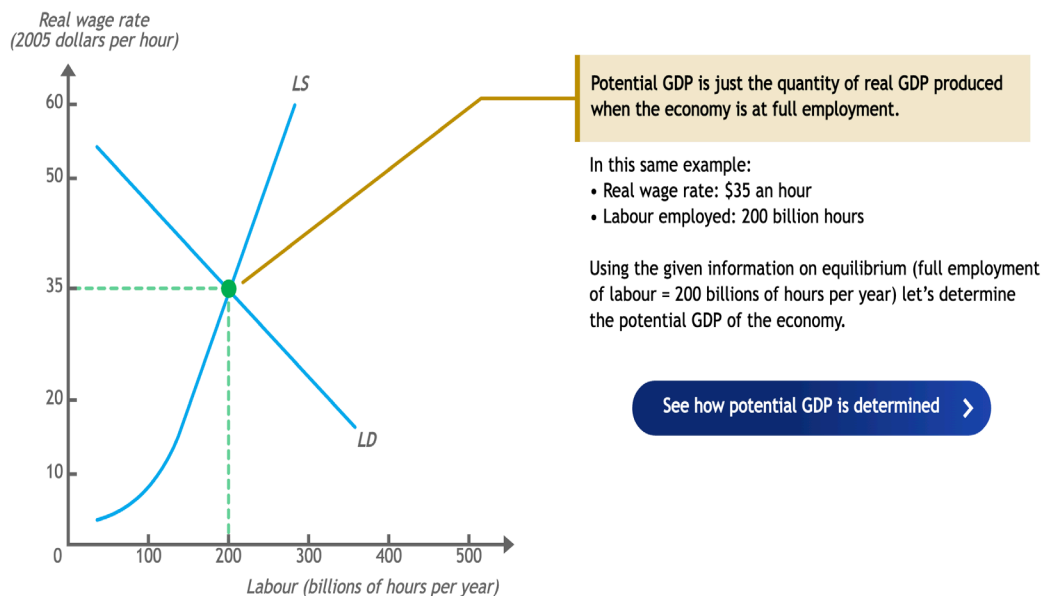 Real wage rate
(2005 dollars per hour)
60
50
35
20
10
0
100
200
300
400
500
LS
LD
Labour (billions of hours per year)
Potential GDP is just the quantity of real GDP produced
when the economy is at full employment.
In this same example:
• Real wage rate: $35 an hour
• Labour employed: 200 billion hours
Using the given information on equilibrium (full employment
of labour = 200 billions of hours per year) let’s determine
the potential GDP of the economy.
See how potential GDP is determined